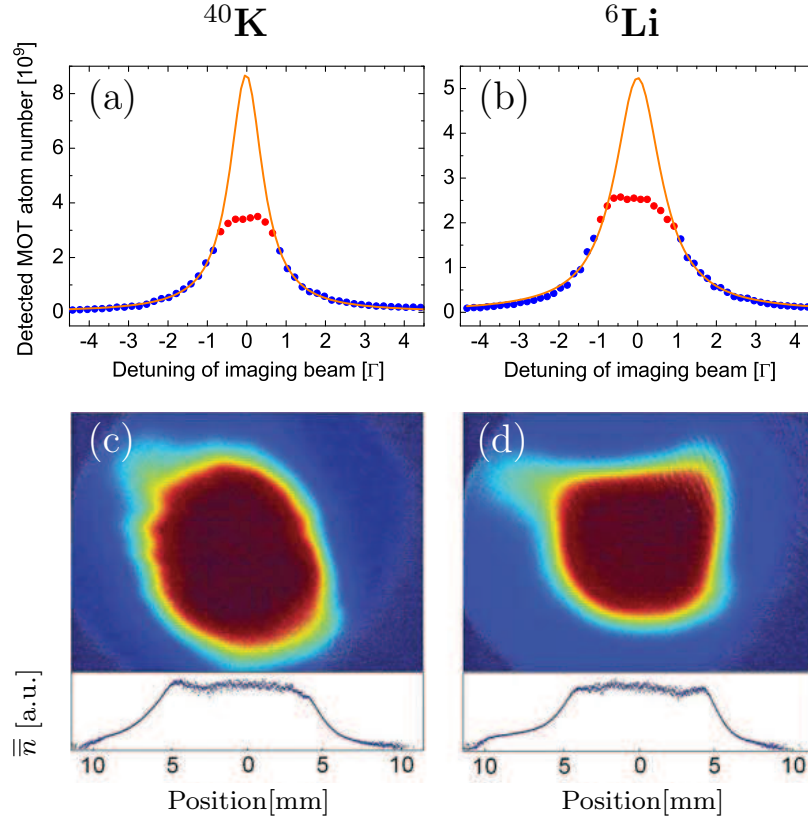 ⁴⁰K
⁶Li
Detected MOT atom number [10⁹]
(a)
8
6
4
2
0
-4 -3 -2 -1 0 1 2 3 4
Detuning of imaging beam [Γ]
(b)
5
4
3
2
1
0
-4 -3 -2 -1 0 1 2 3 4
Detuning of imaging beam [Γ]
(c)
(d)
n̿ [a.u.]
10 5 0 5 10
Position[mm]
10 5 0 5 10
Position[mm]